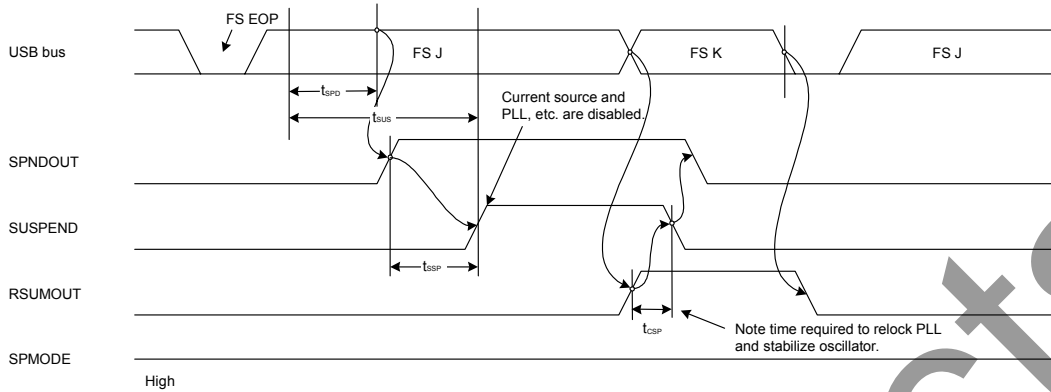 FS EOP
USB bus
FS J
FS K
FS J
tSPD
tSUS
Current source and
PLL, etc. are disabled.
SPNDOUT
SUSPEND
tSSP
RSUMOUT
tCSP
Note time required to relock PLL
and stabilize oscillator.
SPMODE
High